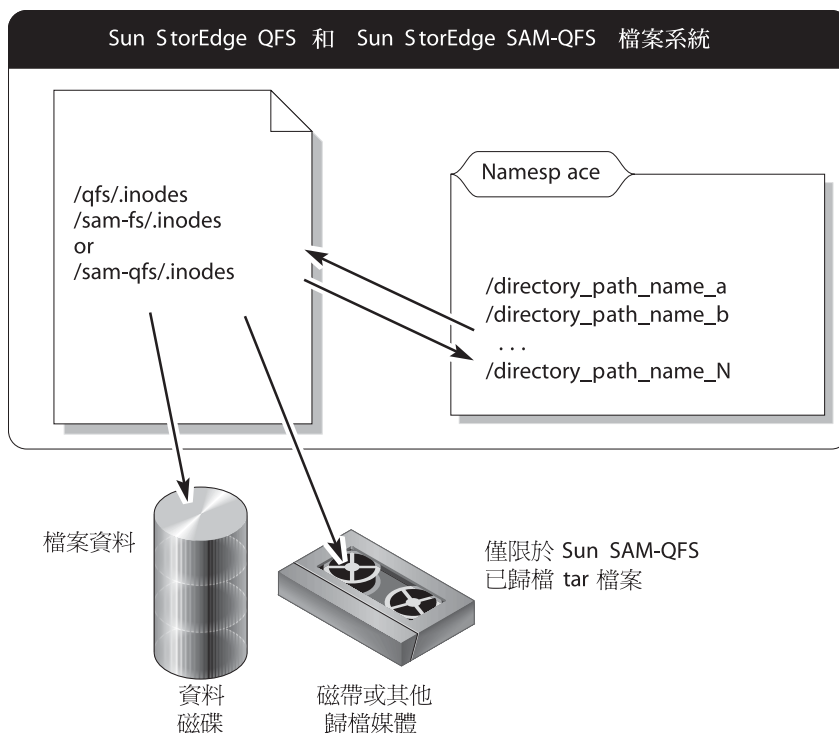 Sun StorEdge QFS 和 Sun StorEdge SAM-QFS 檔案系統
/qfs/.inodes
/sam-fs/.inodes
or
/sam-qfs/.inodes
Namesp ace
/directory_path_name_a
/directory_path_name_b
...
/directory_path_name_N
檔案資料
資料
磁碟
磁帶或其他
歸檔媒體
僅限於 Sun SAM-QFS
已歸檔 tar 檔案